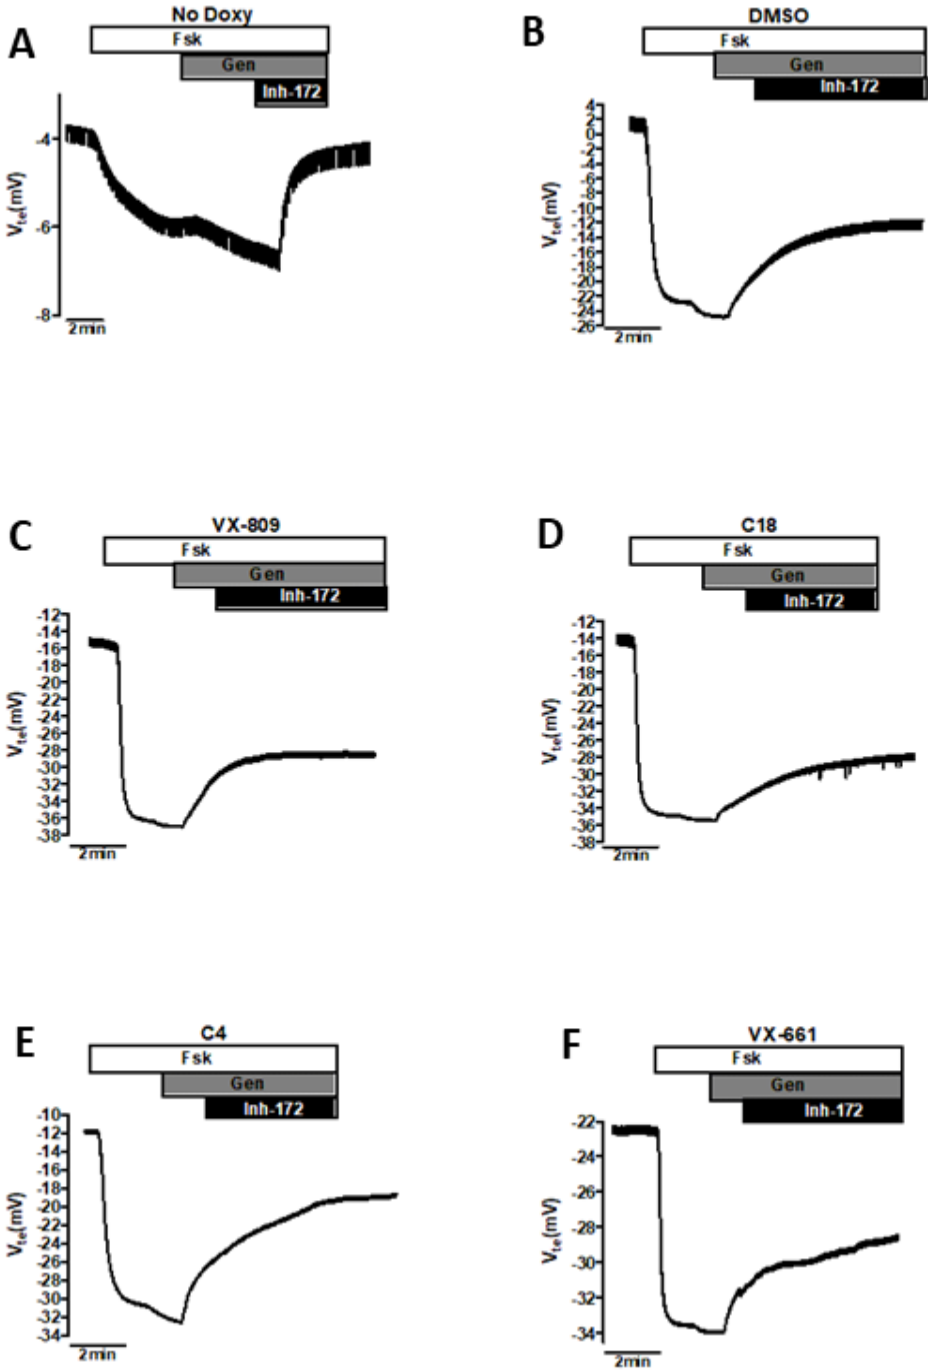 A
No Doxy
Fsk
Gen
Inh-172
-4
-6
-8
Vte(mV)
2min
B
DMSO
Fsk
Gen
Inh-172
4
2
0
-2
-4
-6
-8
-10
-12
-14
-16
-18
-20
-22
-24
-26
Vte(mV)
2min
C
VX-809
Fsk
Gen
Inh-172
-12
-14
-16
-18
-20
-22
-24
-26
-28
-30
-32
-34
-36
-38
Vte(mV)
2min
D
C18
Fsk
Gen
Inh-172
-12
-14
-16
-18
-20
-22
-24
-26
-28
-30
-32
-34
-36
-38
Vte(mV)
2min
E
C4
Fsk
Gen
Inh-172
-10
-12
-14
-16
-18
-20
-22
-24
-26
-28
-30
-32
-34
Vte(mV)
2min
F
VX-661
Fsk
Gen
Inh-172
-22
-24
-26
-28
-30
-32
-34
Vte(mV)
2min